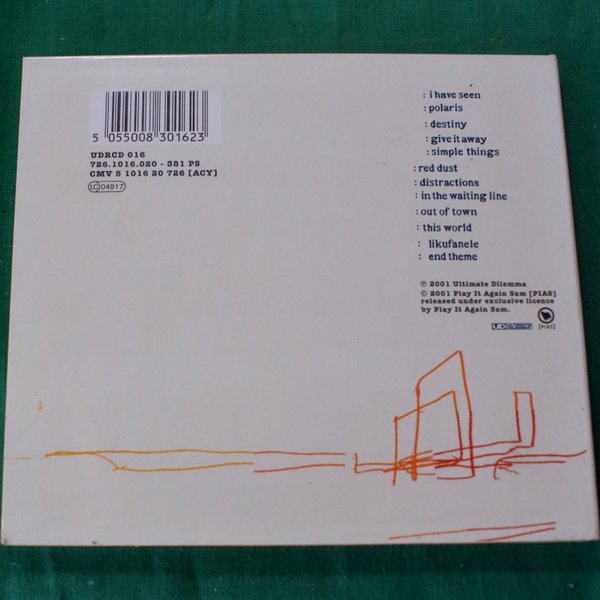 5 055008 301623
UDRCD 016
726.1016.020 - 381 PS
CMV S 1016 20 726 [ACY]
LC 04917
: i have seen
: polaris
: destiny
: give it away
: simple things
: red dust
: distractions
: in the waiting line
: out of town
: this world
: likufanele
: end theme
℗ 2001 Ultimate Dilemma
© 2001 Play It Again Sam [PIAS]
released under exclusive licence
by Play It Again Sam.
[PIAS]